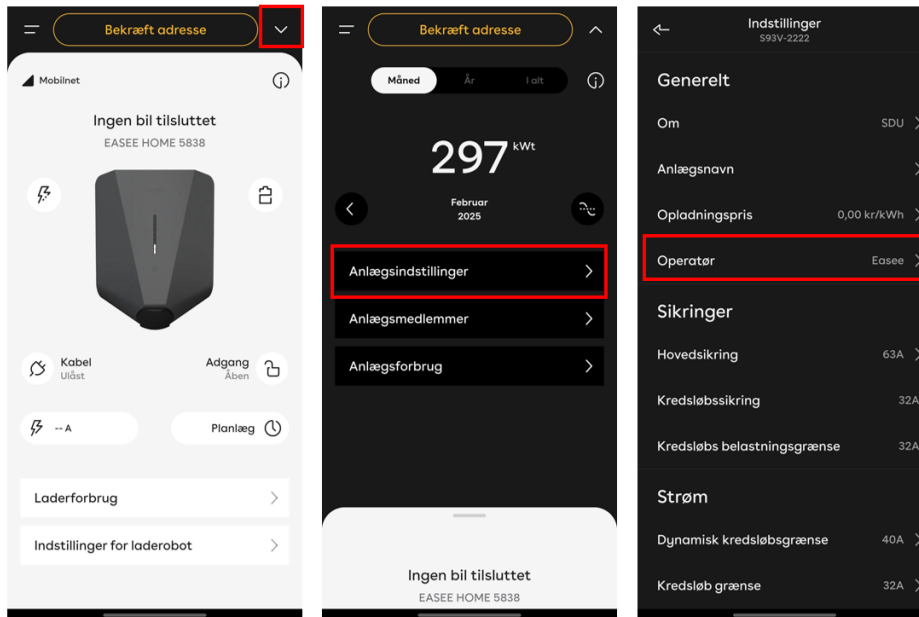 Bekræft adresse
Mobilnet
Ingen bil tilsluttet
EASEE HOME 5838
Kabel
Ulåst
Adgang
Åben
-- A
Planlæg
Laderforbrug
Indstillinger for laderobot
Bekræft adresse
Måned
År
I alt
297 kWt
Februar
2025
Anlægsindstillinger
Anlægsmedlemmer
Anlægsforbrug
Ingen bil tilsluttet
EASEE HOME 5838
Indstillinger
S93V-2222
Generelt
Om SDU
Anlægsnavn
Opladningspris 0,00 kr/kWh
Operatør Easee
Sikringer
Hovedsikring 63A
Kredsløbssikring 32A
Kredsløbs belastningsgrænse 32A
Strøm
Dynamisk kredsløbsgrænse 40A
Kredsløb grænse 32A